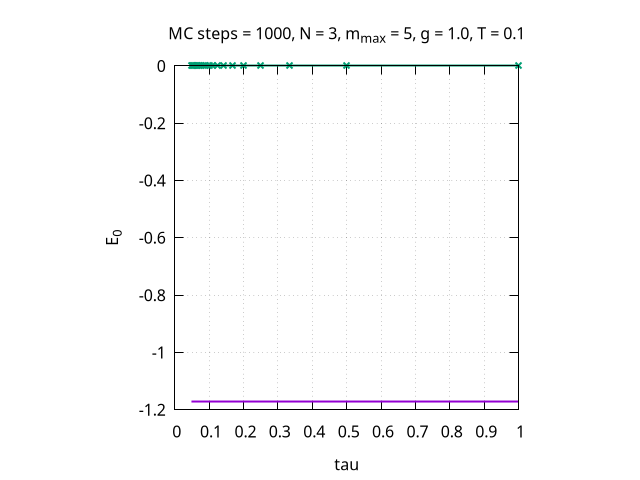 MC steps = 1000, N = 3, mmax = 5, g = 1.0, T = 0.1
0
-0.2
-0.4
-0.6
-0.8
-1
-1.2
E0
0 0.1 0.2 0.3 0.4 0.5 0.6 0.7 0.8 0.9 1
tau